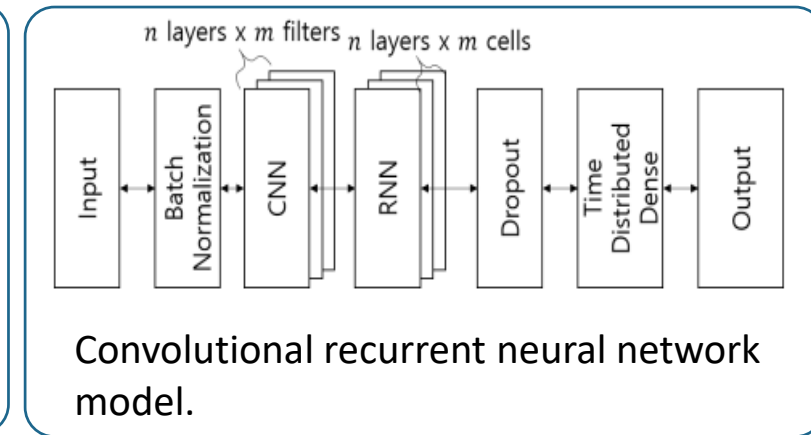 n layers x m filters
n layers x m cells
Input
Batch
Normalization
CNN
RNN
Dropout
Time
Distributed
Dense
Output
Convolutional recurrent neural network
model.